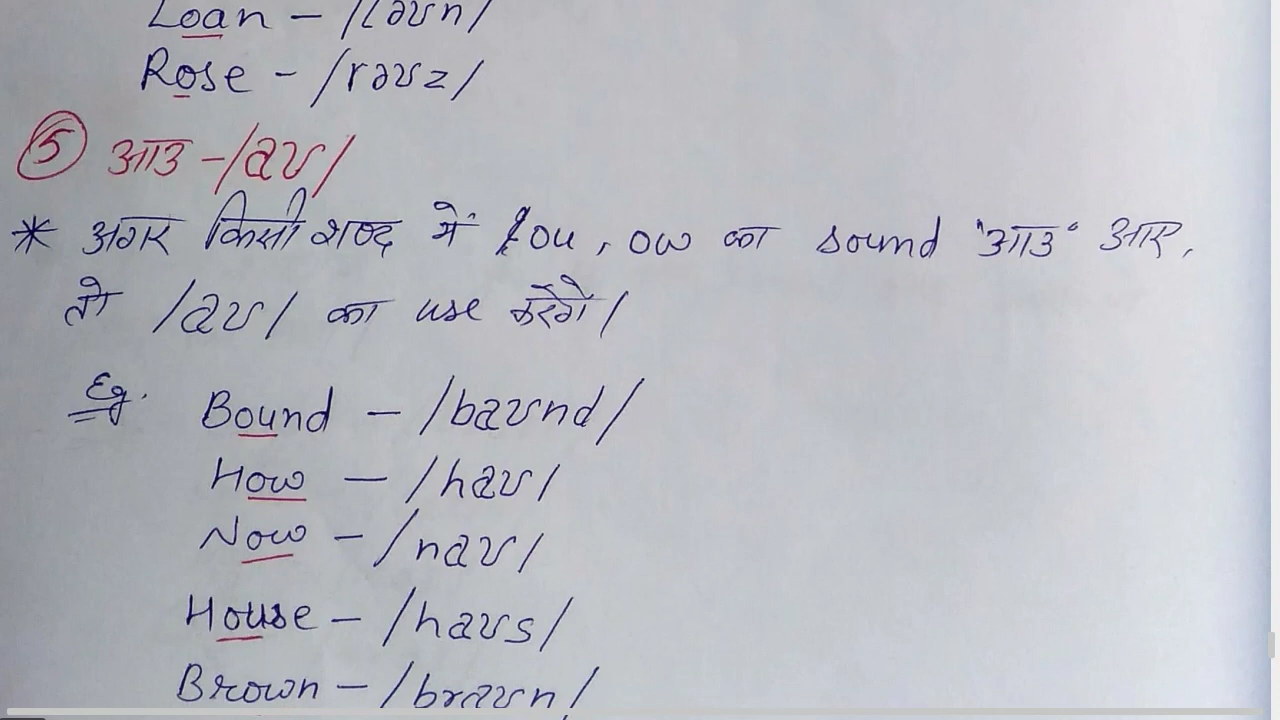 Loan - /ləʊn/
Rose - /rəʊz/
⑤ आउ - /aʊ/
* अगर किसी शब्द में ou, ow का sound "आउ" आए,
तो /aʊ/ का use करेंगे।
Eg. Bound - /baʊnd/
How - /haʊ/
Now - /naʊ/
House - /haʊs/
Brown - /braʊn/